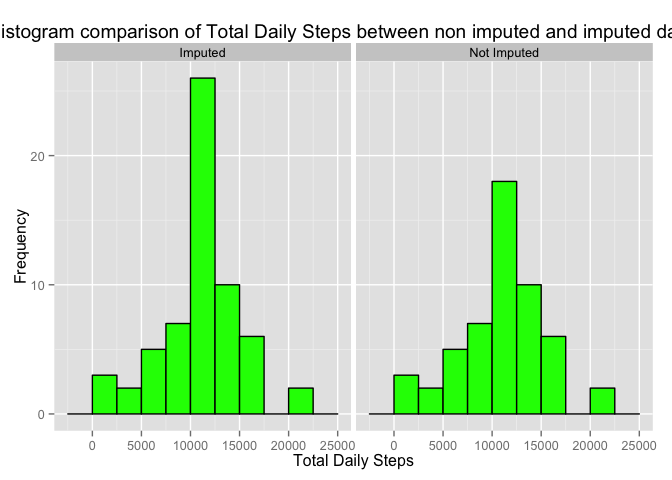 istogram comparison of Total Daily Steps between non imputed and imputed da
Imputed
Not Imputed
Frequency
20
10
0
0 5000 10000 15000 20000 25000
0 5000 10000 15000 20000 25000
Total Daily Steps